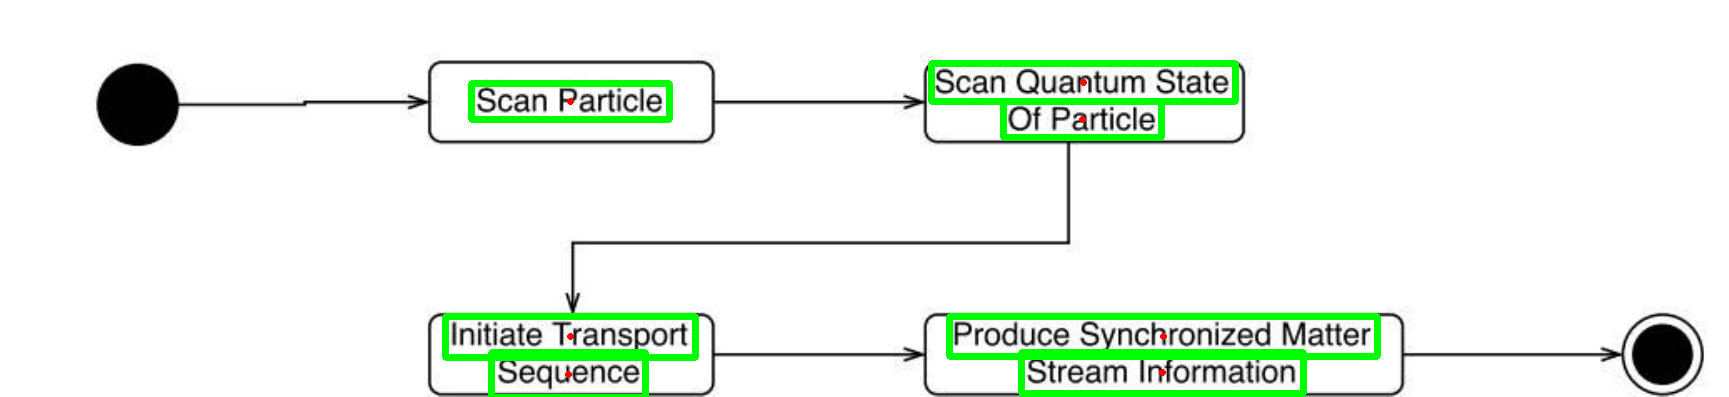 Scan Particle
Scan Quantum State
Of Particle
Initiate Transport
Sequence
Produce Synchronized Matter
Stream Information